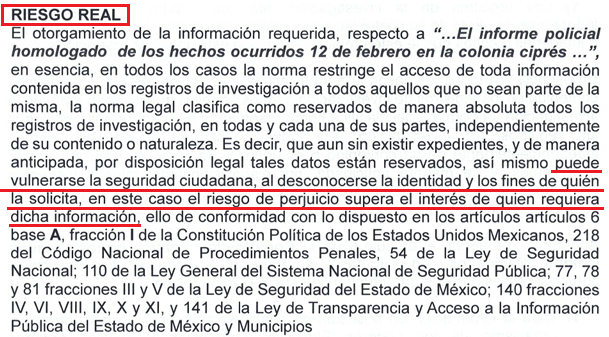 RIESGO REAL
El otorgamiento de la información requerida, respecto a “…El informe policial
homologado de los hechos ocurridos 12 de febrero en la colonia ciprés …”,
en esencia, en todos los casos la norma restringe el acceso de toda información
contenida en los registros de investigación a todos aquellos que no sean parte de la
misma, la norma legal clasifica como reservados de manera absoluta todos los
registros de investigación, en todas y cada una de sus partes, independientemente
de su contenido o naturaleza. Es decir, que aun sin existir expedientes, y de manera
anticipada, por disposición legal tales datos están reservados, así mismo puede
vulnerarse la seguridad ciudadana, al desconocerse la identidad y los fines de quién
la solicita, en este caso el riesgo de perjuicio supera el interés de quien requiera
dicha información, ello de conformidad con lo dispuesto en los artículos artículos 6
base A, fracción I de la Constitución Política de los Estados Unidos Mexicanos, 218
del Código Nacional de Procedimientos Penales, 54 de la Ley de Seguridad
Nacional; 110 de la Ley General del Sistema Nacional de Seguridad Pública; 77, 78
y 81 fracciones III y V de la Ley de Seguridad del Estado de México; 140 fracciones
IV, VI, VIII, IX, X y XI, y 141 de la Ley de Transparencia y Acceso a la Información
Pública del Estado de México y Municipios